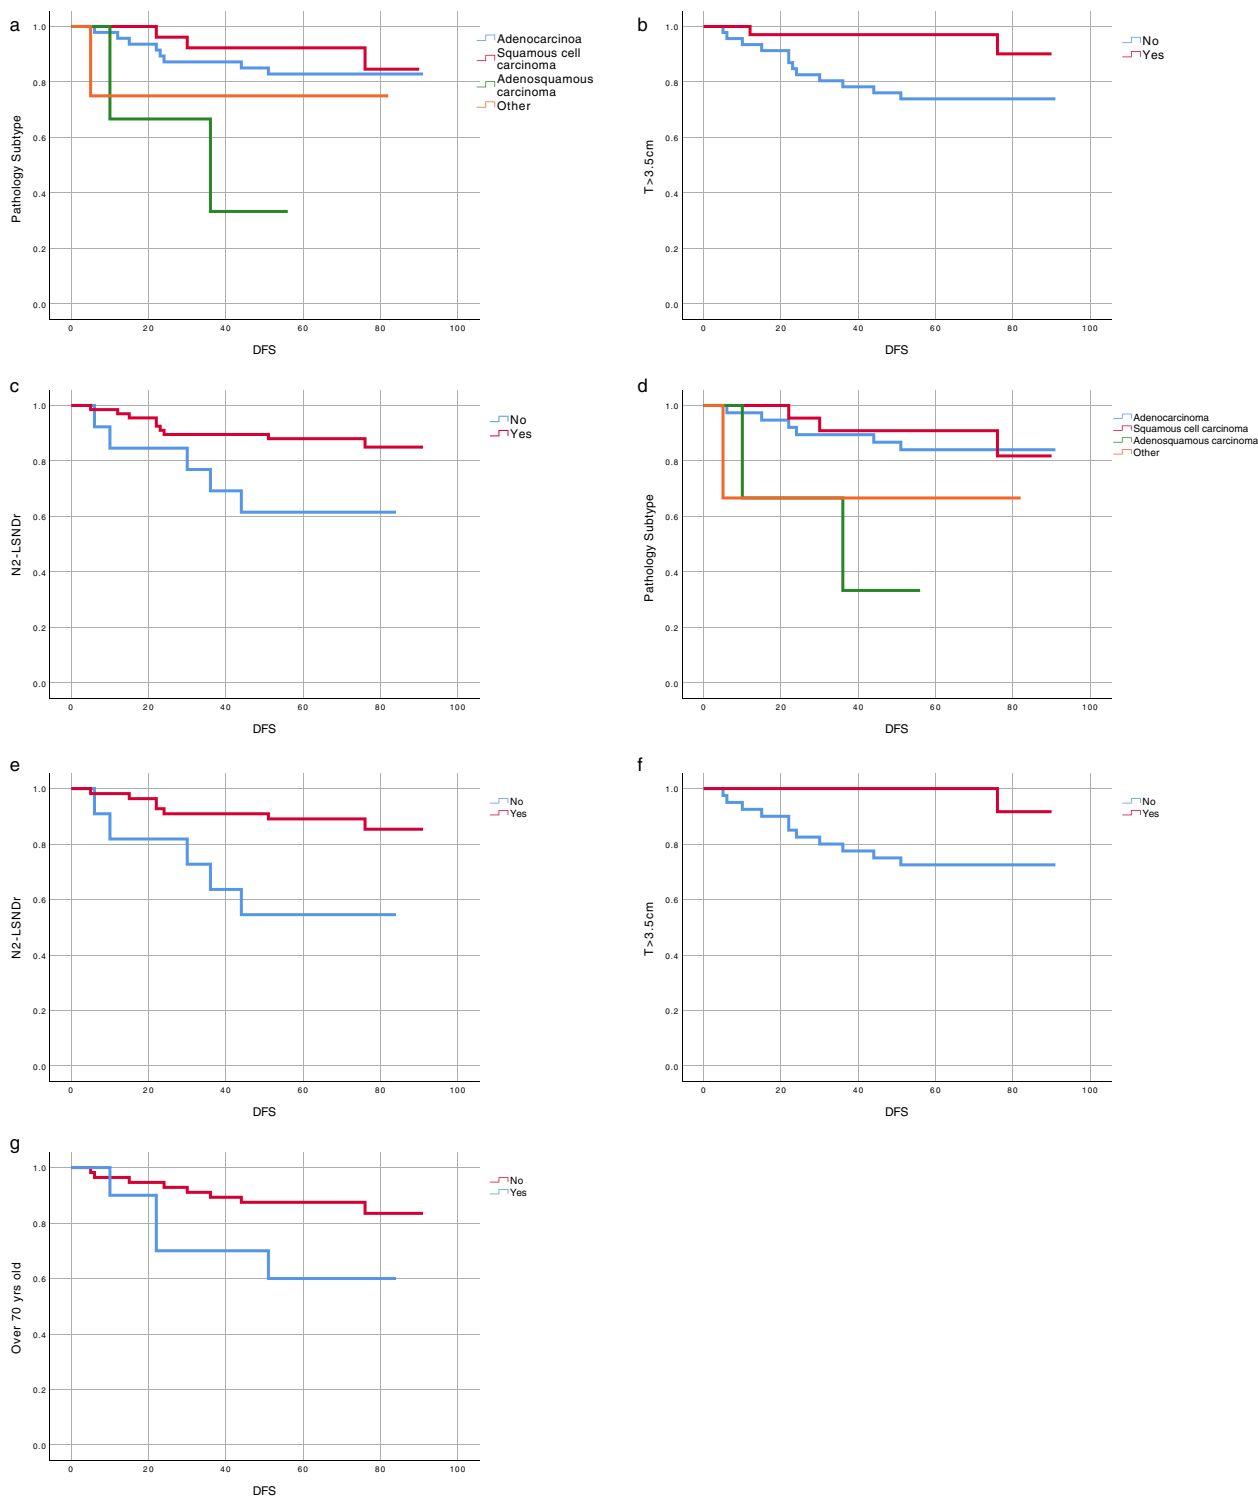 a
1.0
0.8
0.6
0.4
0.2
0.0
Pathology Subtype
0 20 40 60 80 100
DFS
Adenocarcinoa
Squamous cell
carcinoma
Adenosquamous
carcinoma
Other
b
1.0
0.8
0.6
0.4
0.2
0.0
T>3.5cm
0 20 40 60 80 100
DFS
No
Yes
c
1.0
0.8
0.6
0.4
0.2
0.0
N2-LSNDr
0 20 40 60 80 100
DFS
No
Yes
d
1.0
0.8
0.6
0.4
0.2
0.0
Pathology Subtype
0 20 40 60 80 100
DFS
Adenocarcinoma
Squamous cell carcinoma
Adenosquamous carcinoma
Other
e
1.0
0.8
0.6
0.4
0.2
0.0
N2-LSNDr
0 20 40 60 80 100
DFS
No
Yes
f
1.0
0.8
0.6
0.4
0.2
0.0
T>3.5cm
0 20 40 60 80 100
DFS
No
Yes
g
1.0
0.8
0.6
0.4
0.2
0.0
Over 70 yrs old
0 20 40 60 80 100
DFS
No
Yes